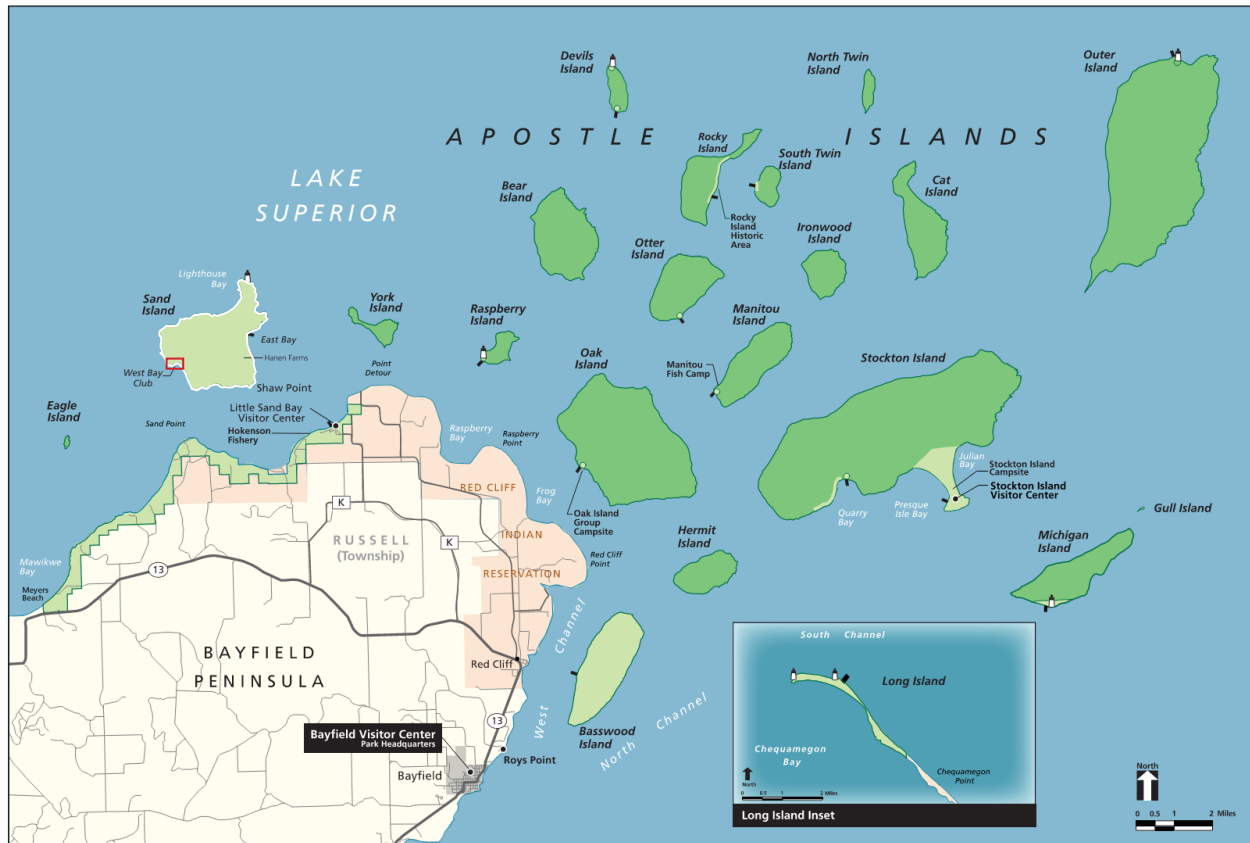 Devils
Island
North Twin
Island
Outer
Island
APOSTLE ISLANDS
Rocky
Island
South Twin
Island
LAKE
SUPERIOR
Bear
Island
Cat
Island
Rocky
Island
Historic
Area
Ironwood
Island
Otter
Island
Lighthouse
Bay
Sand
Island
York
Island
Raspberry
Island
Manitou
Island
East Bay
Hanen Farms
West Bay
Club
Shaw Point
Point
Detour
Oak
Island
Manitou
Fish Camp
Stockton Island
Eagle
Island
Little Sand Bay
Visitor Center
Hokenson
Fishery
Sand Point
Raspberry
Bay
Raspberry
Point
Julian
Bay
Stockton Island
Campsite
Stockton Island
Visitor Center
RED CLIFF
Frog
Bay
K
Oak Island
Group
Campsite
Quarry
Bay
Presque
Isle Bay
Gull Island
RUSSELL
(Township)
K
INDIAN
Hermit
Island
Michigan
Island
Red Cliff
Point
RESERVATION
Mawikwe
Bay
13
Meyers
Beach
BAYFIELD
PENINSULA
Red Cliff
West Channel
13
Bayfield Visitor Center
Park Headquarters
Basswood
Island
North Channel
Roys Point
Bayfield
South Channel
Long Island
Chequamegon
Bay
Chequamegon
Point
North
0 0.5 1 2 Miles
Long Island Inset
North
0 0.5 1 2 Miles